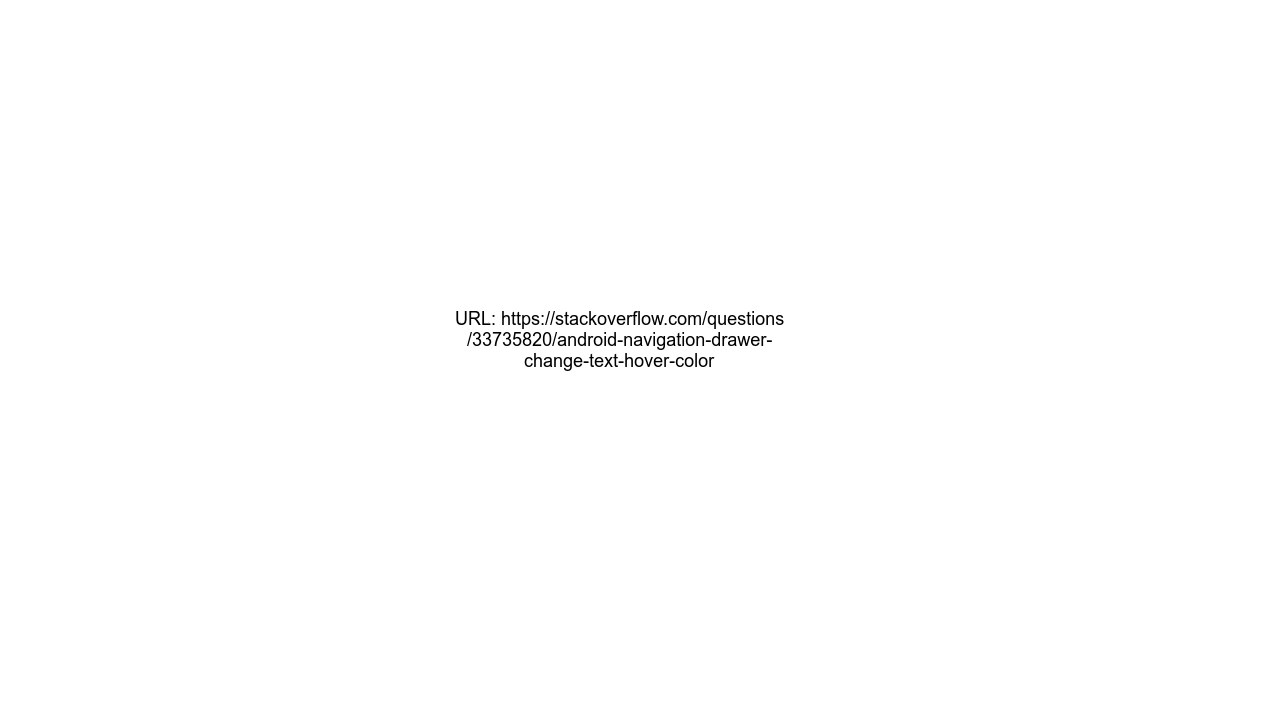 URL: https://stackoverflow.com/questions
/33735820/android-navigation-drawer-
change-text-hover-color